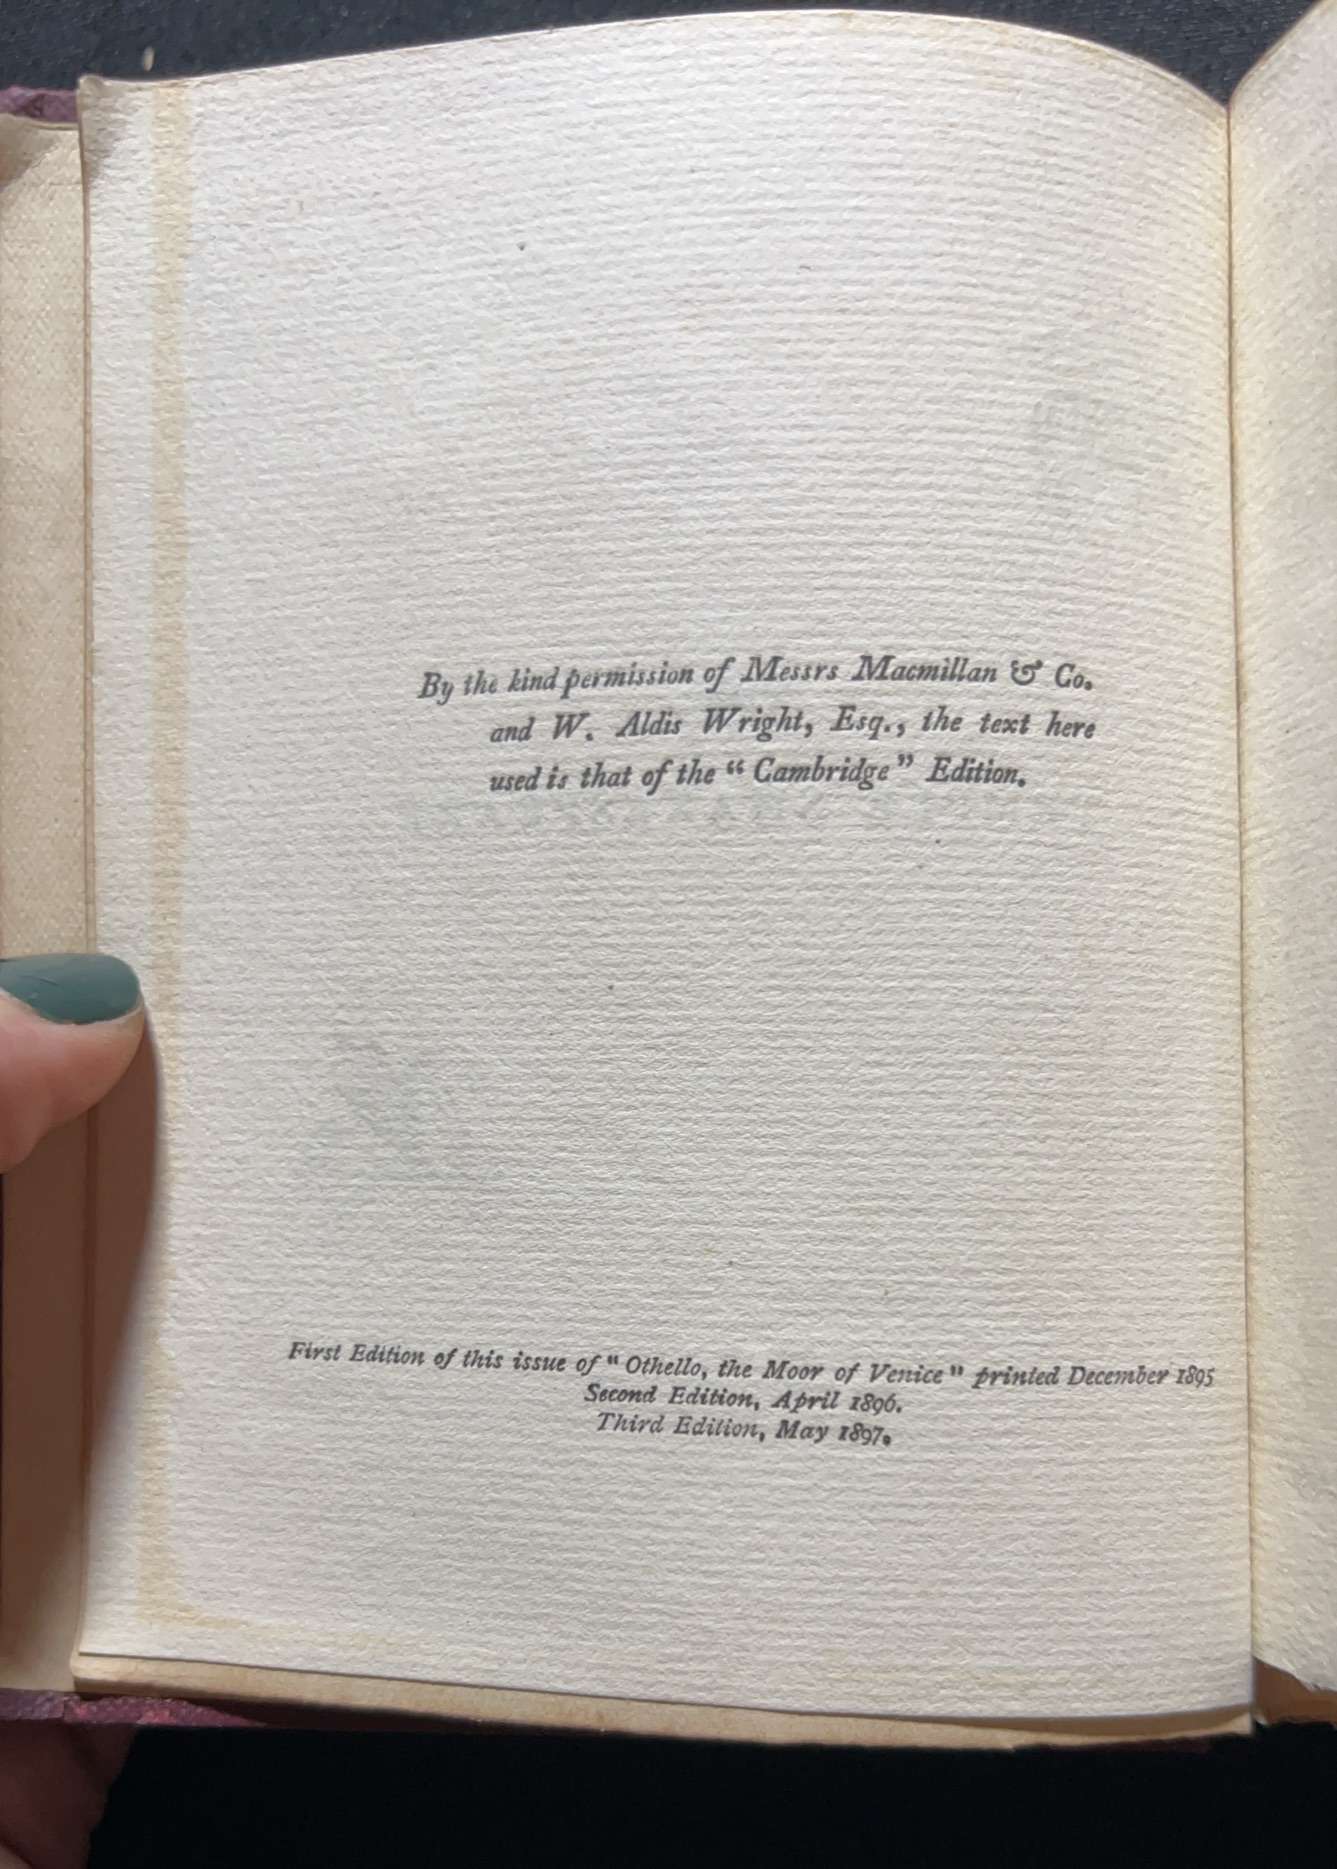 By the kind permission of Messrs Macmillan & Co.
and W. Aldis Wright, Esq., the text here
used is that of the “ Cambridge ” Edition.
First Edition of this issue of “ Othello, the Moor of Venice ” printed December 1895
Second Edition, April 1896.
Third Edition, May 1897.